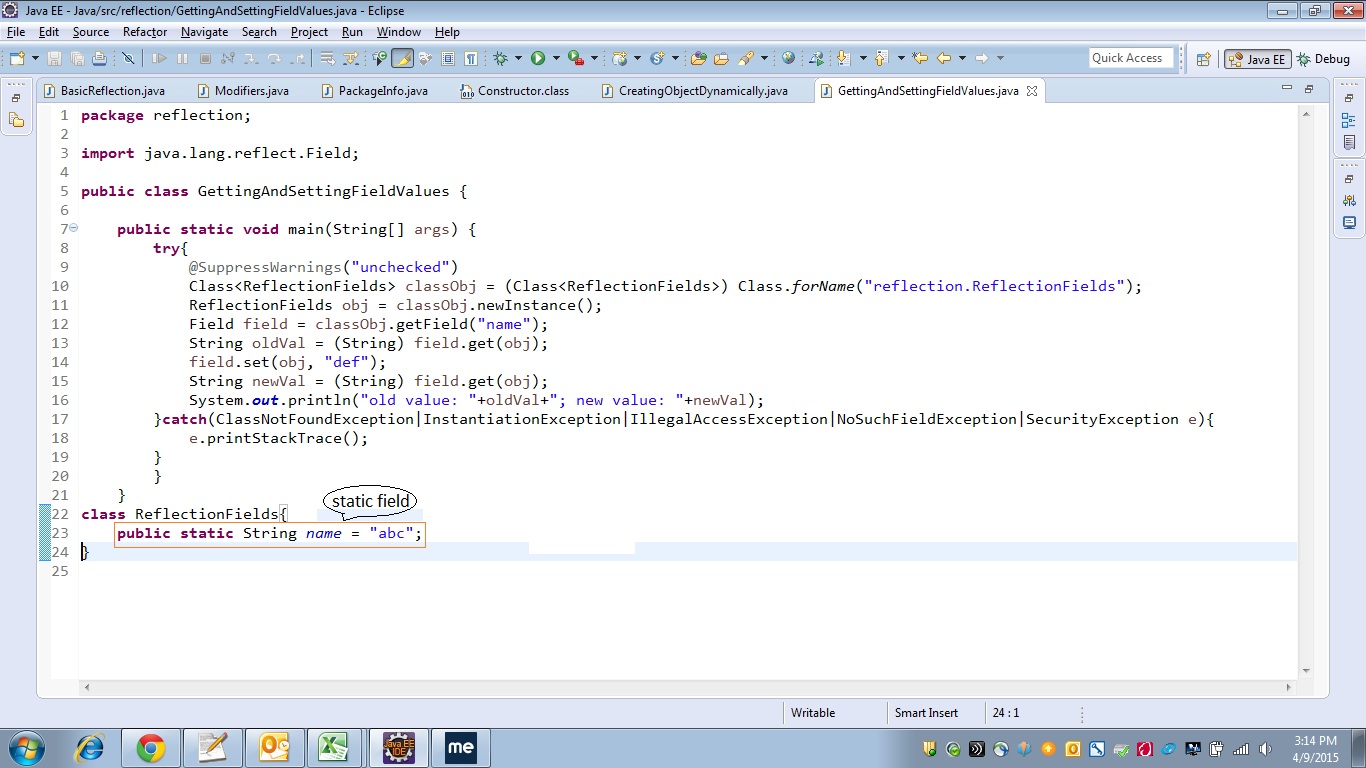 Java EE - Java/src/reflection/GettingAndSettingFieldValues.java - Eclipse
File Edit Source Refactor Navigate Search Project Run Window Help
Quick Access Java EE Debug
BasicReflection.java Modifiers.java PackageInfo.java Constructor.class CreatingObjectDynamically.java GettingAndSettingFieldValues.java
1 package reflection;
2
3 import java.lang.reflect.Field;
4
5 public class GettingAndSettingFieldValues {
6
7 public static void main(String[] args) {
8 try{
9 @SuppressWarnings("unchecked")
10 Class<ReflectionFields> classObj = (Class<ReflectionFields>) Class.forName("reflection.ReflectionFields");
11 ReflectionFields obj = classObj.newInstance();
12 Field field = classObj.getField("name");
13 String oldVal = (String) field.get(obj);
14 field.set(obj, "def");
15 String newVal = (String) field.get(obj);
16 System.out.println("old value: "+oldVal+"; new value: "+newVal);
17 }catch(ClassNotFoundException|InstantiationException|IllegalAccessException|NoSuchFieldException|SecurityException e){
18 e.printStackTrace();
19 }
20 }
21 }
static field
22 class ReflectionFields{
23 public static String name = "abc";
24 }
25
Writable Smart Insert 24 : 1
Java EE IDE me
3:14 PM
4/9/2015